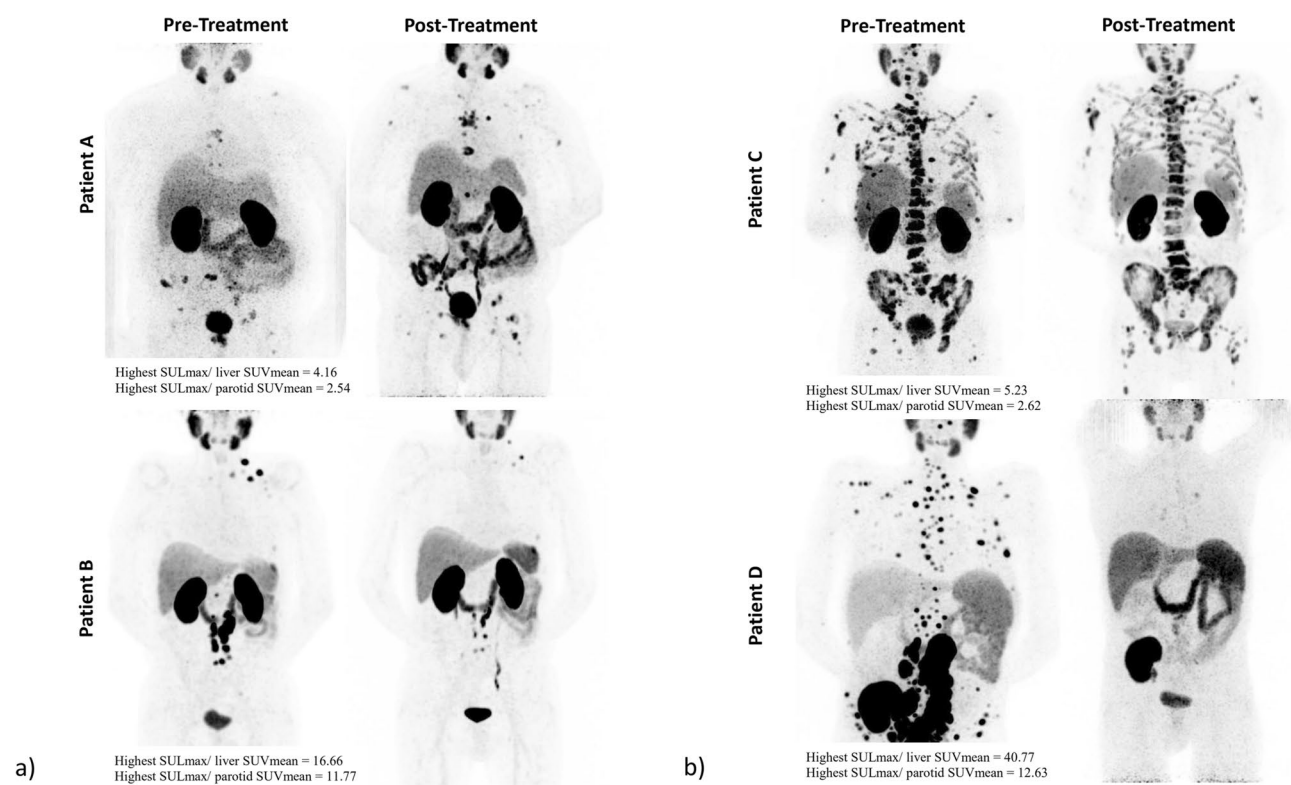 Pre-Treatment
Post-Treatment
Patient A
Highest SULmax/ liver SUVmean = 4.16
Highest SULmax/ parotid SUVmean = 2.54
Patient B
Highest SULmax/ liver SUVmean = 16.66
Highest SULmax/ parotid SUVmean = 11.77
a)
Pre-Treatment
Post-Treatment
Patient C
Highest SULmax/ liver SUVmean = 5.23
Highest SULmax/ parotid SUVmean = 2.62
Patient D
Highest SULmax/ liver SUVmean = 40.77
Highest SULmax/ parotid SUVmean = 12.63
b)